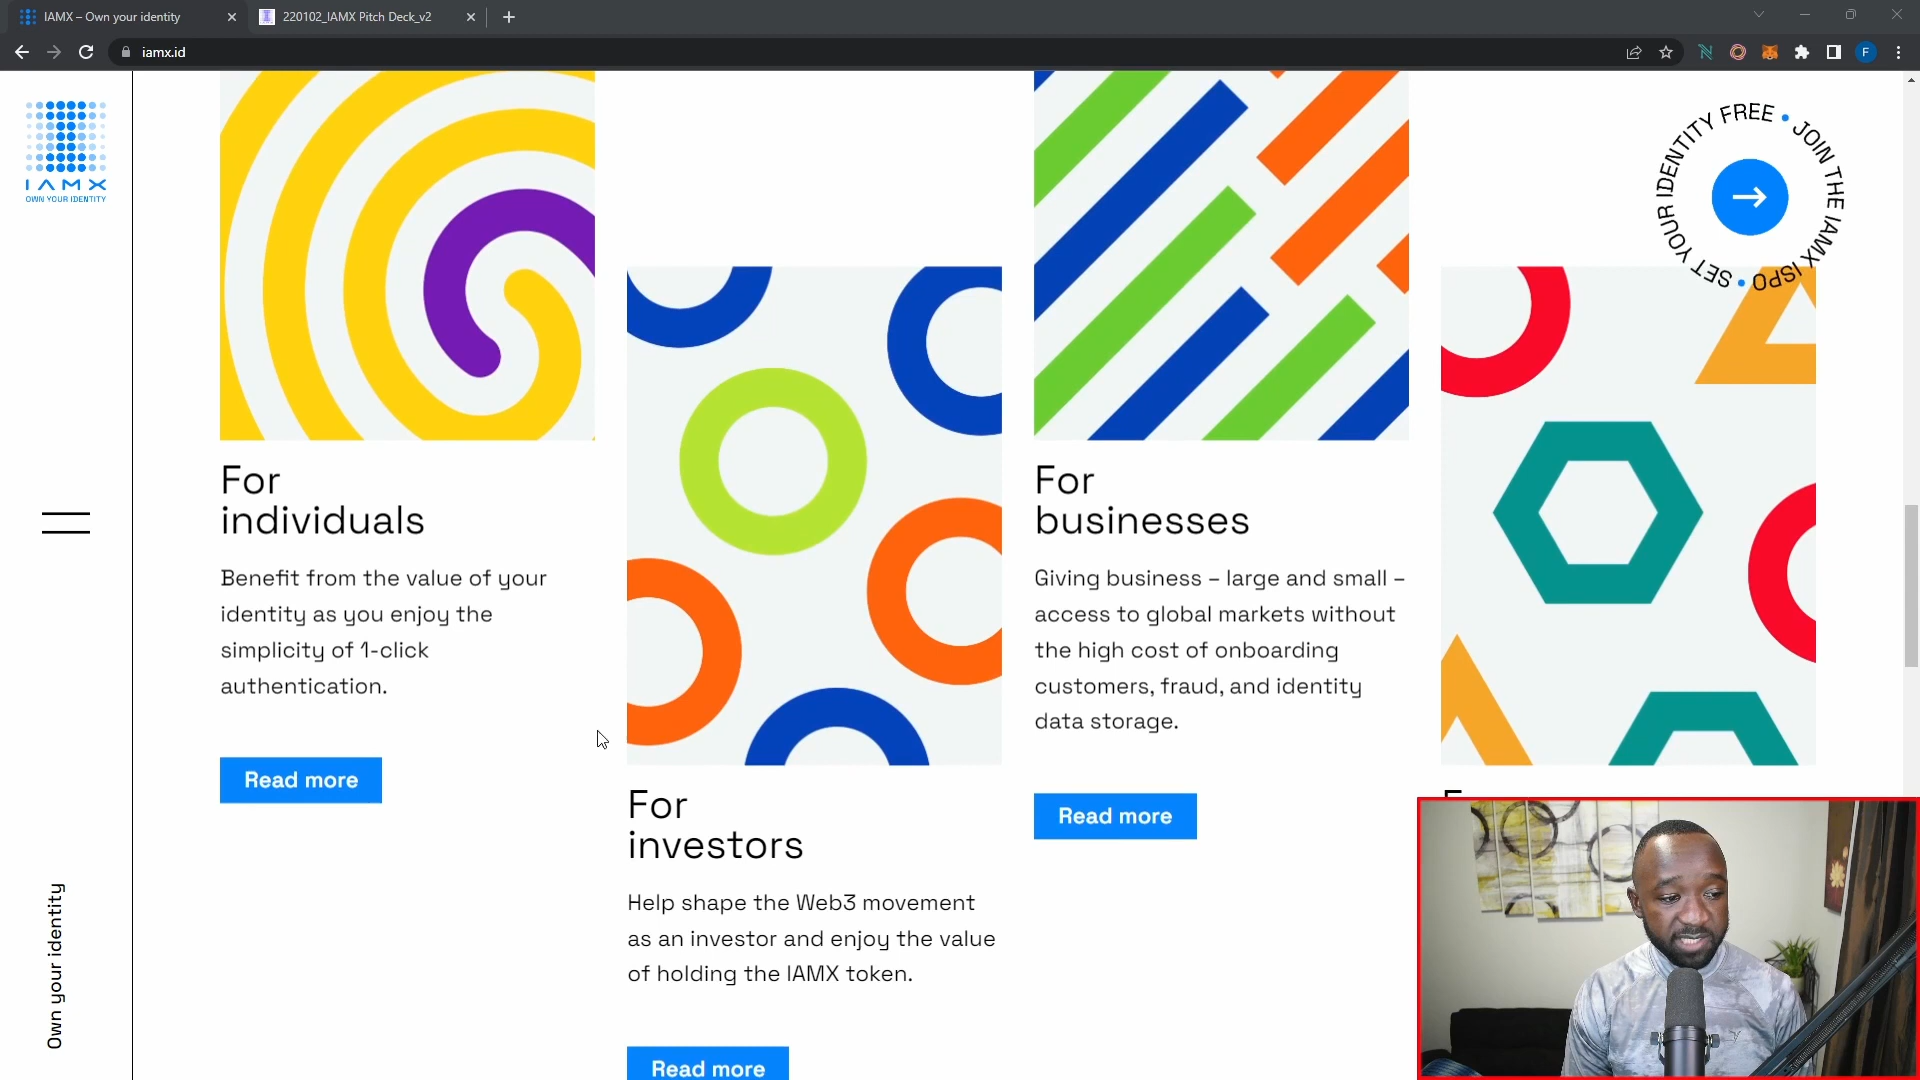 IAMX – Own your identity
220102_IAMX Pitch Deck_v2
iamx.id
F
IAMX
OWN YOUR IDENTITY
SET YOUR IDENTITY FREE • JOIN THE IAMX ISPO •
For
individuals
Benefit from the value of your
identity as you enjoy the
simplicity of 1-click
authentication.
Read more
For
investors
Help shape the Web3 movement
as an investor and enjoy the value
of holding the IAMX token.
Read more
For
businesses
Giving business – large and small –
access to global markets without
the high cost of onboarding
customers, fraud, and identity
data storage.
Read more
Own your identity